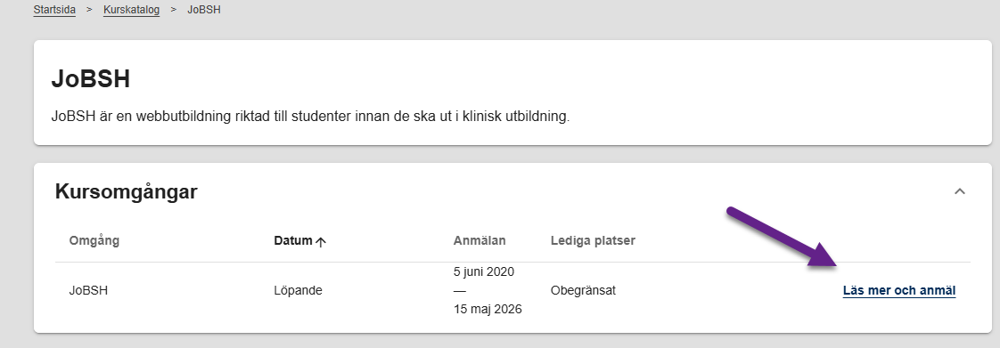 Startsida > Kurskatalog > JoBSH
JoBSH
JoBSH är en webbutbildning riktad till studenter innan de ska ut i klinisk utbildning.
Kursomgångar
Omgång Datum Anmälan Lediga platser
JoBSH Löpande 5 juni 2020 — 15 maj 2026 Obegränsat Läs mer och anmäl